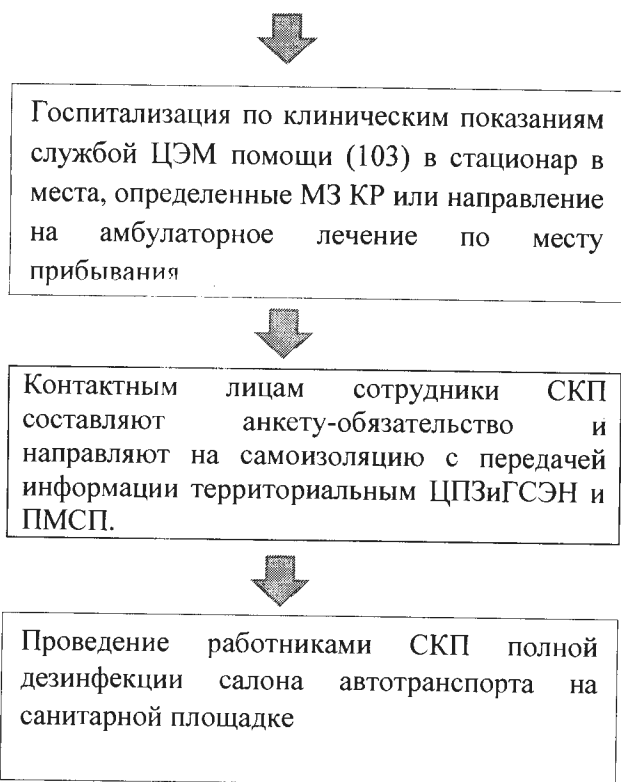 Госпитализация по клиническим показаниям
службой ЦЭМ помощи (103) в стационар в
места, определенные МЗ КР или направление
на амбулаторное лечение по месту
прибывания
Контактным лицам сотрудники СКП
составляют анкету-обязательство и
направляют на самоизоляцию с передачей
информации территориальным ЦПЗиГСЭН и
ПМСП.
Проведение работниками СКП полной
дезинфекции салона автотранспорта на
санитарной площадке